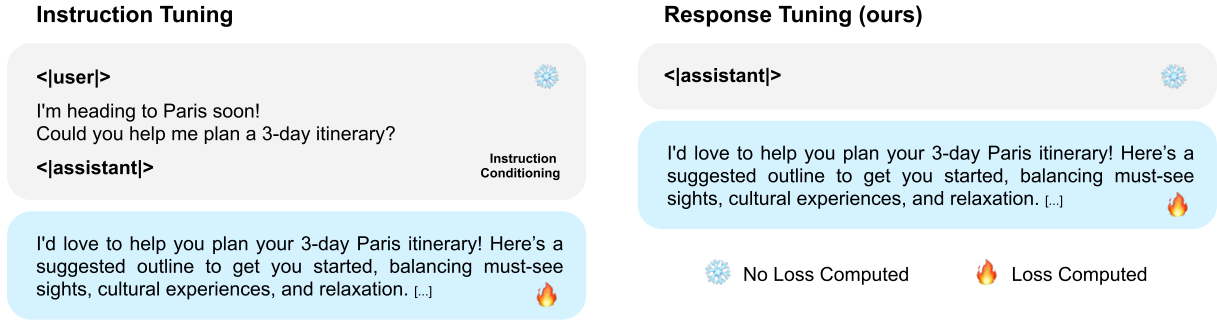 Instruction Tuning
<|user|>
I'm heading to Paris soon!
Could you help me plan a 3-day itinerary?
<|assistant|>
Instruction
Conditioning
I'd love to help you plan your 3-day Paris itinerary! Here’s a
suggested outline to get you started, balancing must-see
sights, cultural experiences, and relaxation. [...]
Response Tuning (ours)
<|assistant|>
I'd love to help you plan your 3-day Paris itinerary! Here’s a
suggested outline to get you started, balancing must-see
sights, cultural experiences, and relaxation. [...]
No Loss Computed
Loss Computed